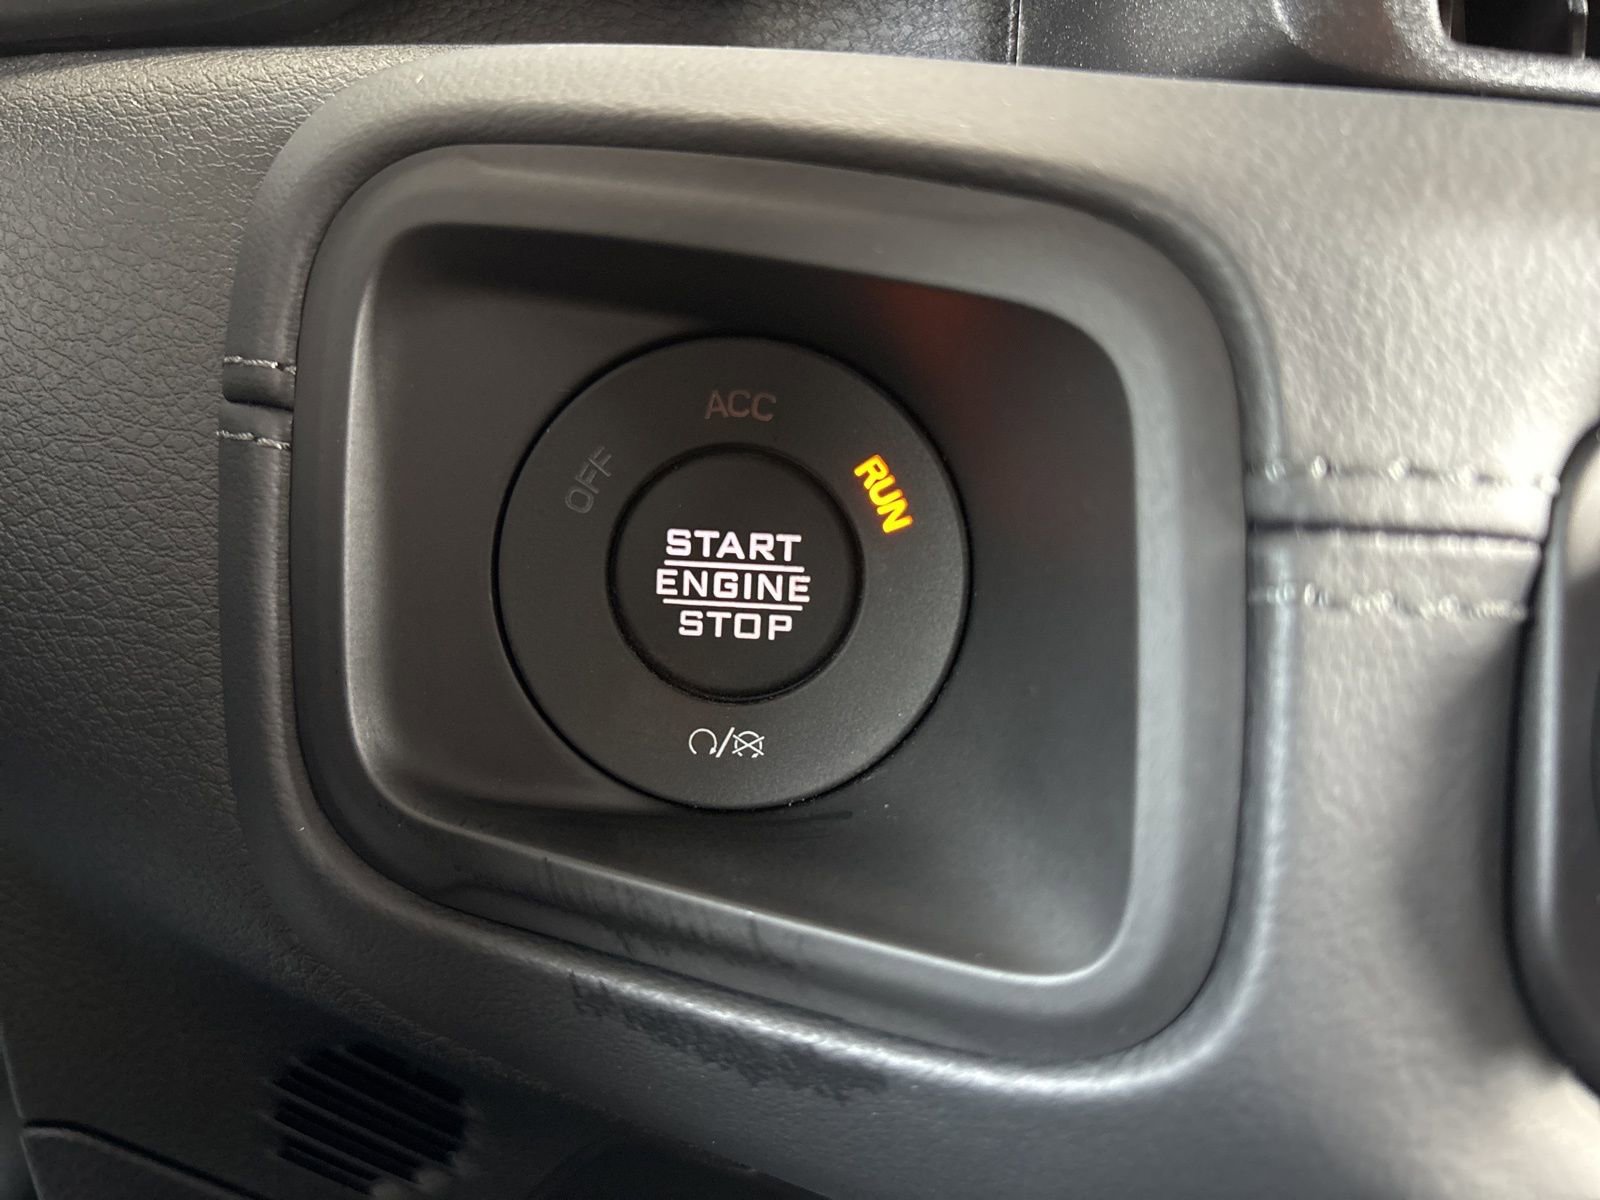 ACC
OFF
RUN
START
ENGINE
STOP